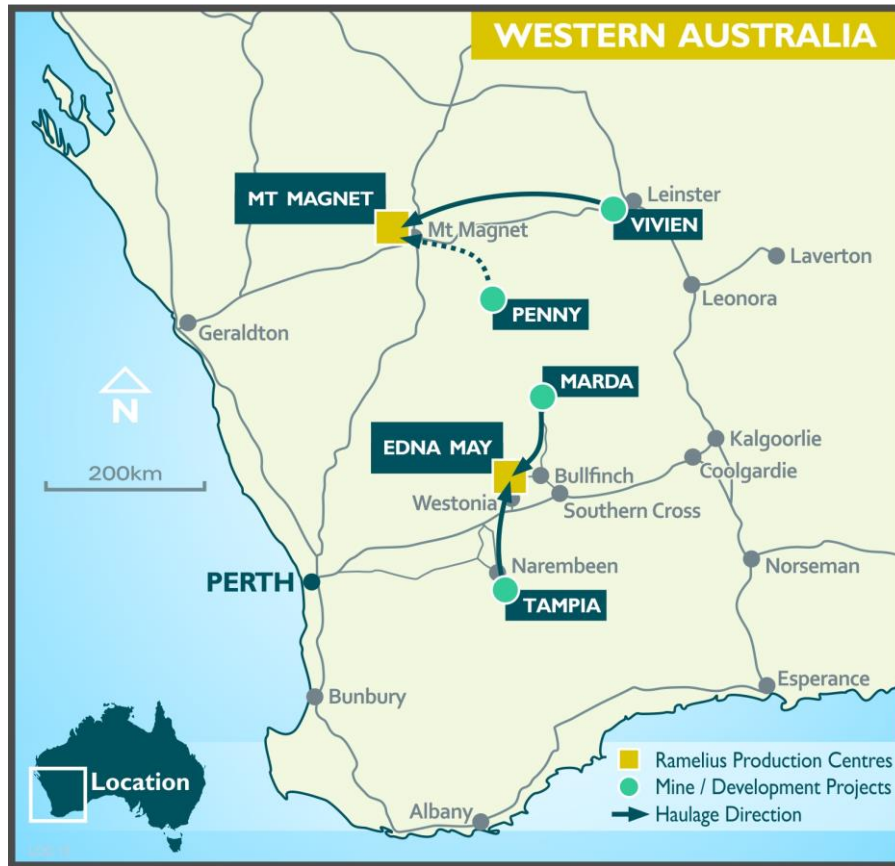 WESTERN AUSTRALIA
MT MAGNET
Leinster
VIVIEN
Mt Magnet
Laverton
Leonora
PENNY
Geraldton
MARDA
N
EDNA MAY
Kalgoorlie
Coolgardie
200km
Bullfinch
Westonia
Southern Cross
Narembeen
Norseman
PERTH
TAMPIA
Esperance
Bunbury
Location
Ramelius Production Centres
Mine / Development Projects
Haulage Direction
Albany